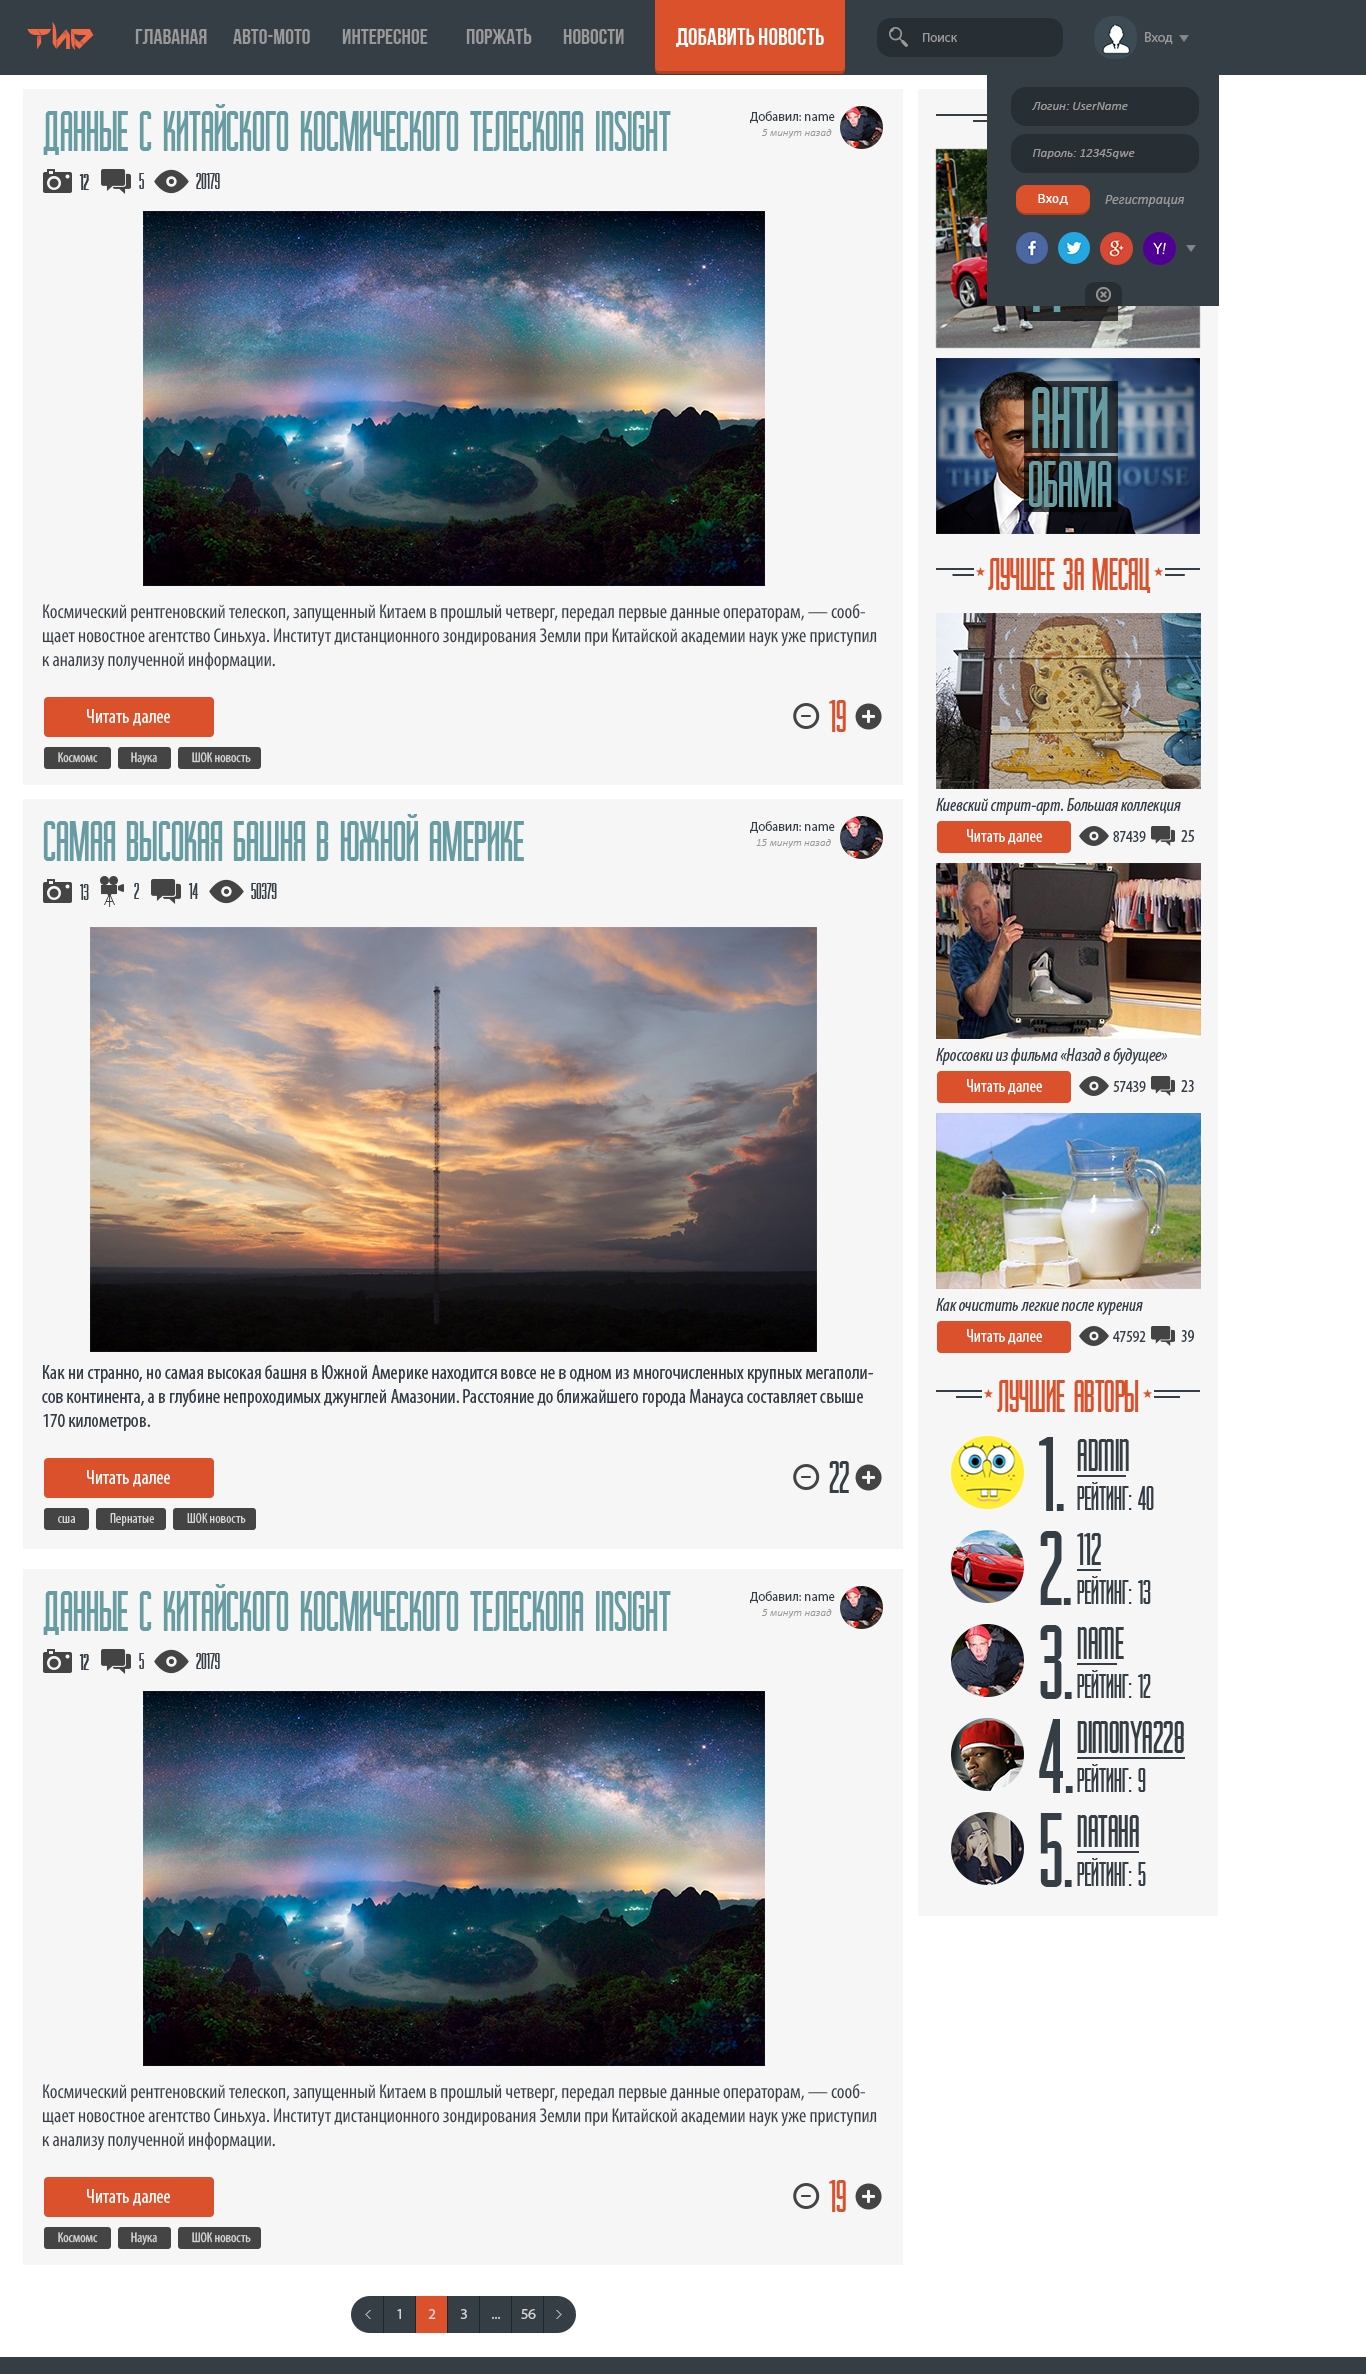 ТИР
ГЛАВАНАЯ
АВТО-МОТО
ИНТЕРЕСНОЕ
ПОРЖАТЬ
НОВОСТИ
ДОБАВИТЬ НОВОСТЬ
Поиск
Вход
Логин: UserName
Пароль: 12345qwe
Вход
Регистрация
f
g+
Y!
ДАННЫЕ С КИТАЙСКОГО КОСМИЧЕСКОГО ТЕЛЕСКОПА INSIGHT
Добавил: name
5 минут назад
12
5
20179
Космический рентгеновский телескоп, запущенный Китаем в прошлый четверг, передал первые данные операторам, — сооб-
щает новостное агентство Синьхуа. Институт дистанционного зондирования Земли при Китайской академии наук уже приступил
к анализу полученной информации.
Читать далее
19
Космомс
Наука
ШОК новость
САМАЯ ВЫСОКАЯ БАШНЯ В ЮЖНОЙ АМЕРИКЕ
Добавил: name
15 минут назад
13
2
14
50379
Как ни странно, но самая высокая башня в Южной Америке находится вовсе не в одном из многочисленных крупных мегаполи-
сов континента, а в глубине непроходимых джунглей Амазонии. Расстояние до ближайшего города Манауса составляет свыше
170 километров.
Читать далее
22
сша
Пернатые
ШОК новость
ДАННЫЕ С КИТАЙСКОГО КОСМИЧЕСКОГО ТЕЛЕСКОПА INSIGHT
Добавил: name
5 минут назад
12
5
20179
Космический рентгеновский телескоп, запущенный Китаем в прошлый четверг, передал первые данные операторам, — сооб-
щает новостное агентство Синьхуа. Институт дистанционного зондирования Земли при Китайской академии наук уже приступил
к анализу полученной информации.
Читать далее
19
Космомс
Наука
ШОК новость
< 1 2 3 ... 56 >
АНТИ
ОБАМА
THE HOUSE
ЛУЧШЕЕ ЗА МЕСЯЦ
Киевский стрит-арт. Большая коллекция
Читать далее
87439
25
Кроссовки из фильма «Назад в будущее»
Читать далее
57439
23
Как очистить легкие после курения
Читать далее
47592
39
ЛУЧШИЕ АВТОРЫ
1. ADMIN
РЕЙТИНГ: 40
2. 112
РЕЙТИНГ: 13
3. NAME
РЕЙТИНГ: 12
4. DIMONYA228
РЕЙТИНГ: 9
5. NATAHA
РЕЙТИНГ: 5